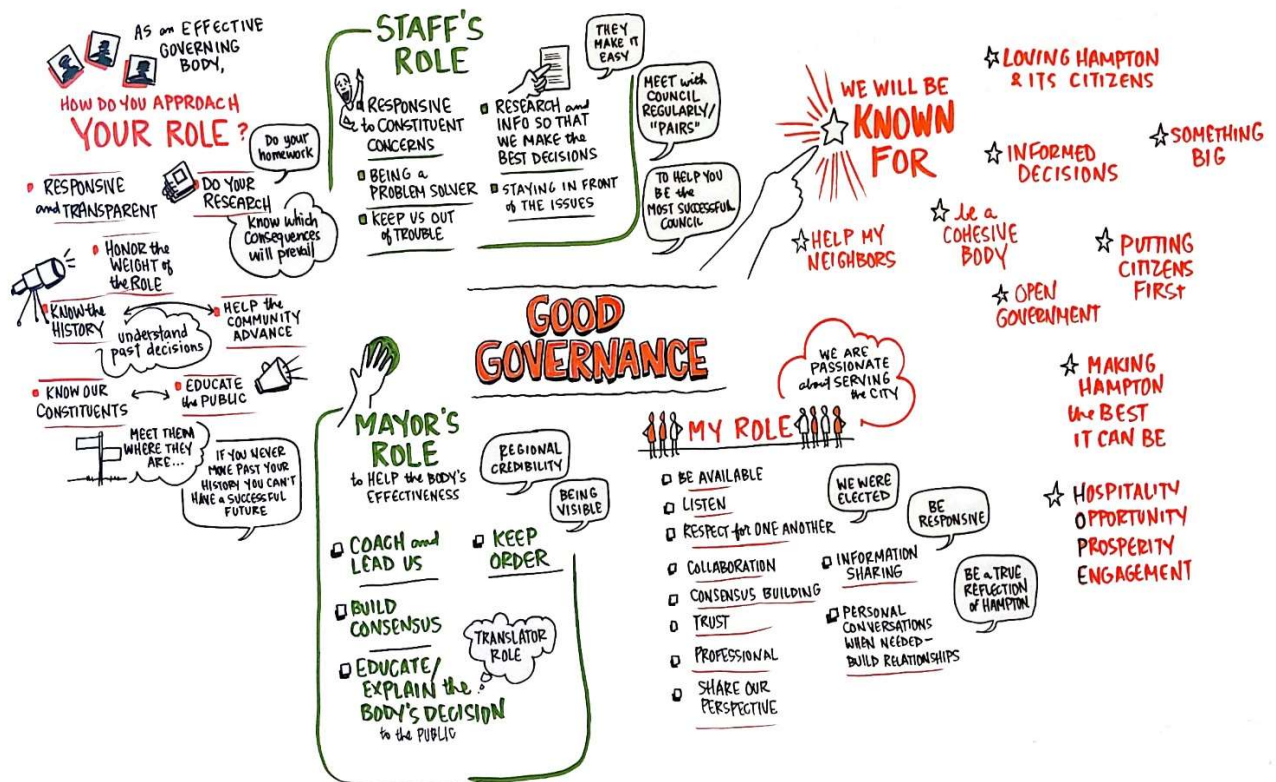 As an EFFECTIVE
GOVERNING
BODY,
HOW DO YOU APPROACH
YOUR ROLE?
Do your
homework
RESPONSIVE
and TRANSPARENT
DO YOUR
RESEARCH
Know which
consequences
will prevail
HONOR the
WEIGHT of
the ROLE
KNOW the
HISTORY
HELP the
COMMUNITY
ADVANCE
understand
past decisions
KNOW OUR
CONSTITUENTS
EDUCATE
the PUBLIC
MEET THEM
WHERE THEY
ARE...
IF YOU NEVER
MOVE PAST YOUR
HISTORY YOU CAN'T
HAVE A SUCCESSFUL
FUTURE
STAFF'S
ROLE
RESPONSIVE
to CONSTITUENT
CONCERNS
BEING a
PROBLEM SOLVER
KEEP US OUT
of TROUBLE
RESEARCH and
INFO SO THAT
WE MAKE the
BEST DECISIONS
STAYING IN FRONT
of THE ISSUES
THEY
MAKE IT
EASY
MEET with
COUNCIL
REGULARLY/
"PAIRS"
TO HELP YOU
BE the
MOST SUCCESSFUL
COUNCIL
GOOD
GOVERNANCE
MAYOR'S
ROLE
to HELP the BODY'S
EFFECTIVENESS
REGIONAL
CREDIBILITY
BEING
VISIBLE
COACH and
LEAD US
KEEP
ORDER
BUILD
CONSENSUS
TRANSLATOR
ROLE
EDUCATE/
EXPLAIN the
BODY'S DECISION
to the PUBLIC
WE WILL BE
KNOWN
FOR
LOVING HAMPTON
& ITS CITIZENS
INFORMED
DECISIONS
SOMETHING
BIG
HELP MY
NEIGHBORS
be a
COHESIVE
BODY
PUTTING
CITIZENS
FIRST
OPEN
GOVERNMENT
MAKING
HAMPTON
the BEST
IT CAN BE
HOSPITALITY
OPPORTUNITY
PROSPERITY
ENGAGEMENT
WE ARE
PASSIONATE
about SERVING
the CITY
MY ROLE
BE AVAILABLE
LISTEN
RESPECT for ONE ANOTHER
COLLABORATION
CONSENSUS BUILDING
TRUST
PROFESSIONAL
SHARE OUR
PERSPECTIVE
WE WERE
ELECTED
BE
RESPONSIVE
INFORMATION
SHARING
BE a TRUE
REFLECTION
of HAMPTON
PERSONAL
CONVERSATIONS
WHEN NEEDED-
BUILD RELATIONSHIPS